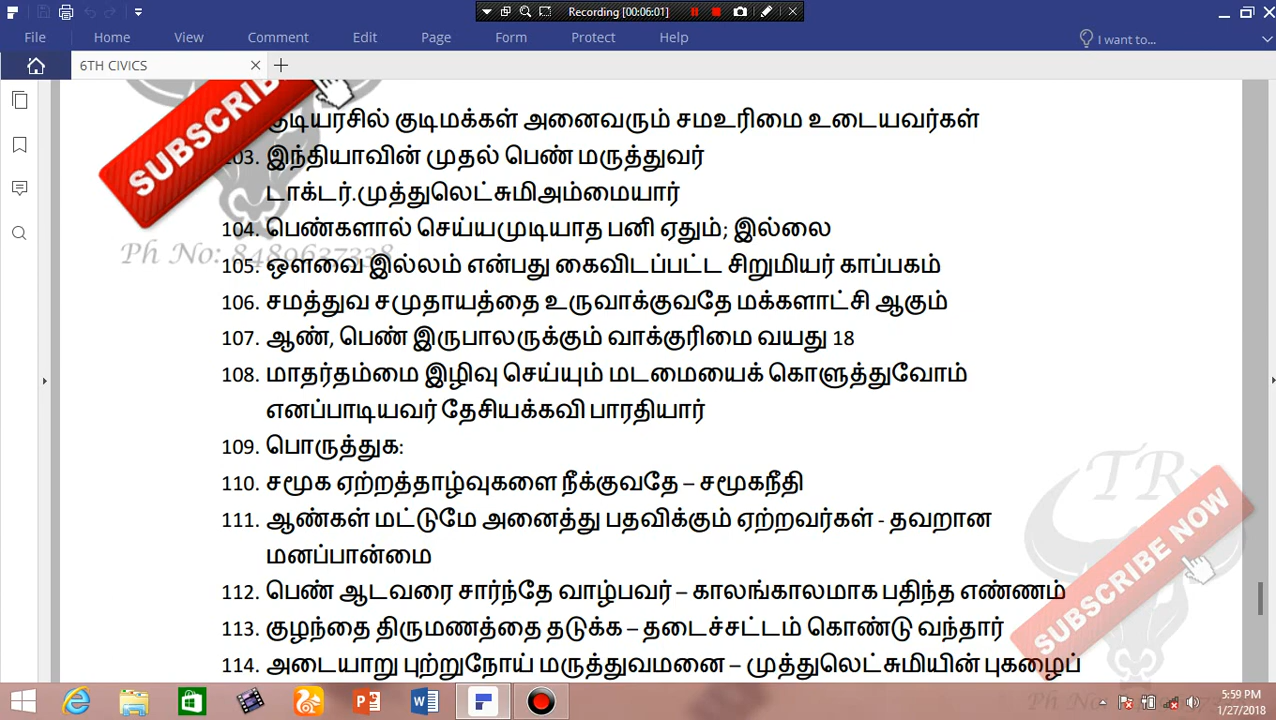 Recording [00:06:01]
File Home View Comment Edit Page Form Protect Help I want to...
6TH CIVICS
குடியரசில் குடிமக்கள் அனைவரும் சமஉரிமை உடையவர்கள்
103. இந்தியாவின் முதல் பெண் மருத்துவர்
டாக்டர்.முத்துலெட்சுமிஅம்மையார்
104. பெண்களால் செய்யமுடியாத பனி ஏதும்; இல்லை
Ph No: 8489637338
105. ஔவை இல்லம் என்பது கைவிடப்பட்ட சிறுமியர் காப்பகம்
106. சமத்துவ சமுதாயத்தை உருவாக்குவதே மக்களாட்சி ஆகும்
107. ஆண், பெண் இருபாலருக்கும் வாக்குரிமை வயது 18
108. மாதர்தம்மை இழிவு செய்யும் மடமையைக் கொளுத்துவோம்
எனப்பாடியவர் தேசியக்கவி பாரதியார்
109. பொருத்துக:
110. சமூக ஏற்றத்தாழ்வுகளை நீக்குவதே – சமூகநீதி
111. ஆண்கள் மட்டுமே அனைத்து பதவிக்கும் ஏற்றவர்கள் - தவறான
மனப்பான்மை
112. பெண் ஆடவரை சார்ந்தே வாழ்பவர் – காலங்காலமாக பதிந்த எண்ணம்
113. குழந்தை திருமணத்தை தடுக்க – தடைச்சட்டம் கொண்டு வந்தார்
114. அடையாறு புற்றுநோய் மருத்துவமனை – முத்துலெட்சுமியின் புகழைப்
SUBSCRIBE
TR
SUBSCRIBE NOW
5:59 PM
1/27/2018